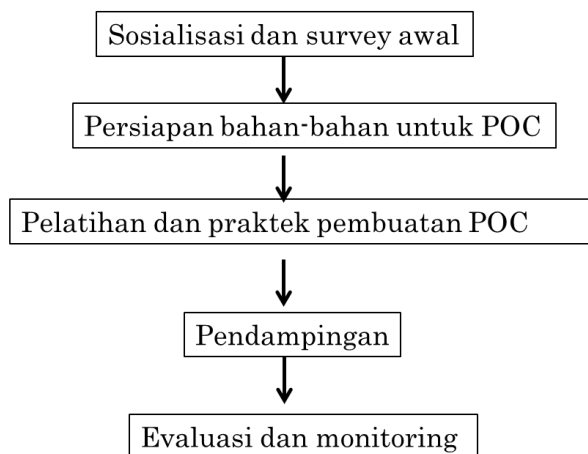 Sosialisasi dan survey awal
Persiapan bahan-bahan untuk POC
Pelatihan dan praktek pembuatan POC
Pendampingan
Evaluasi dan monitoring